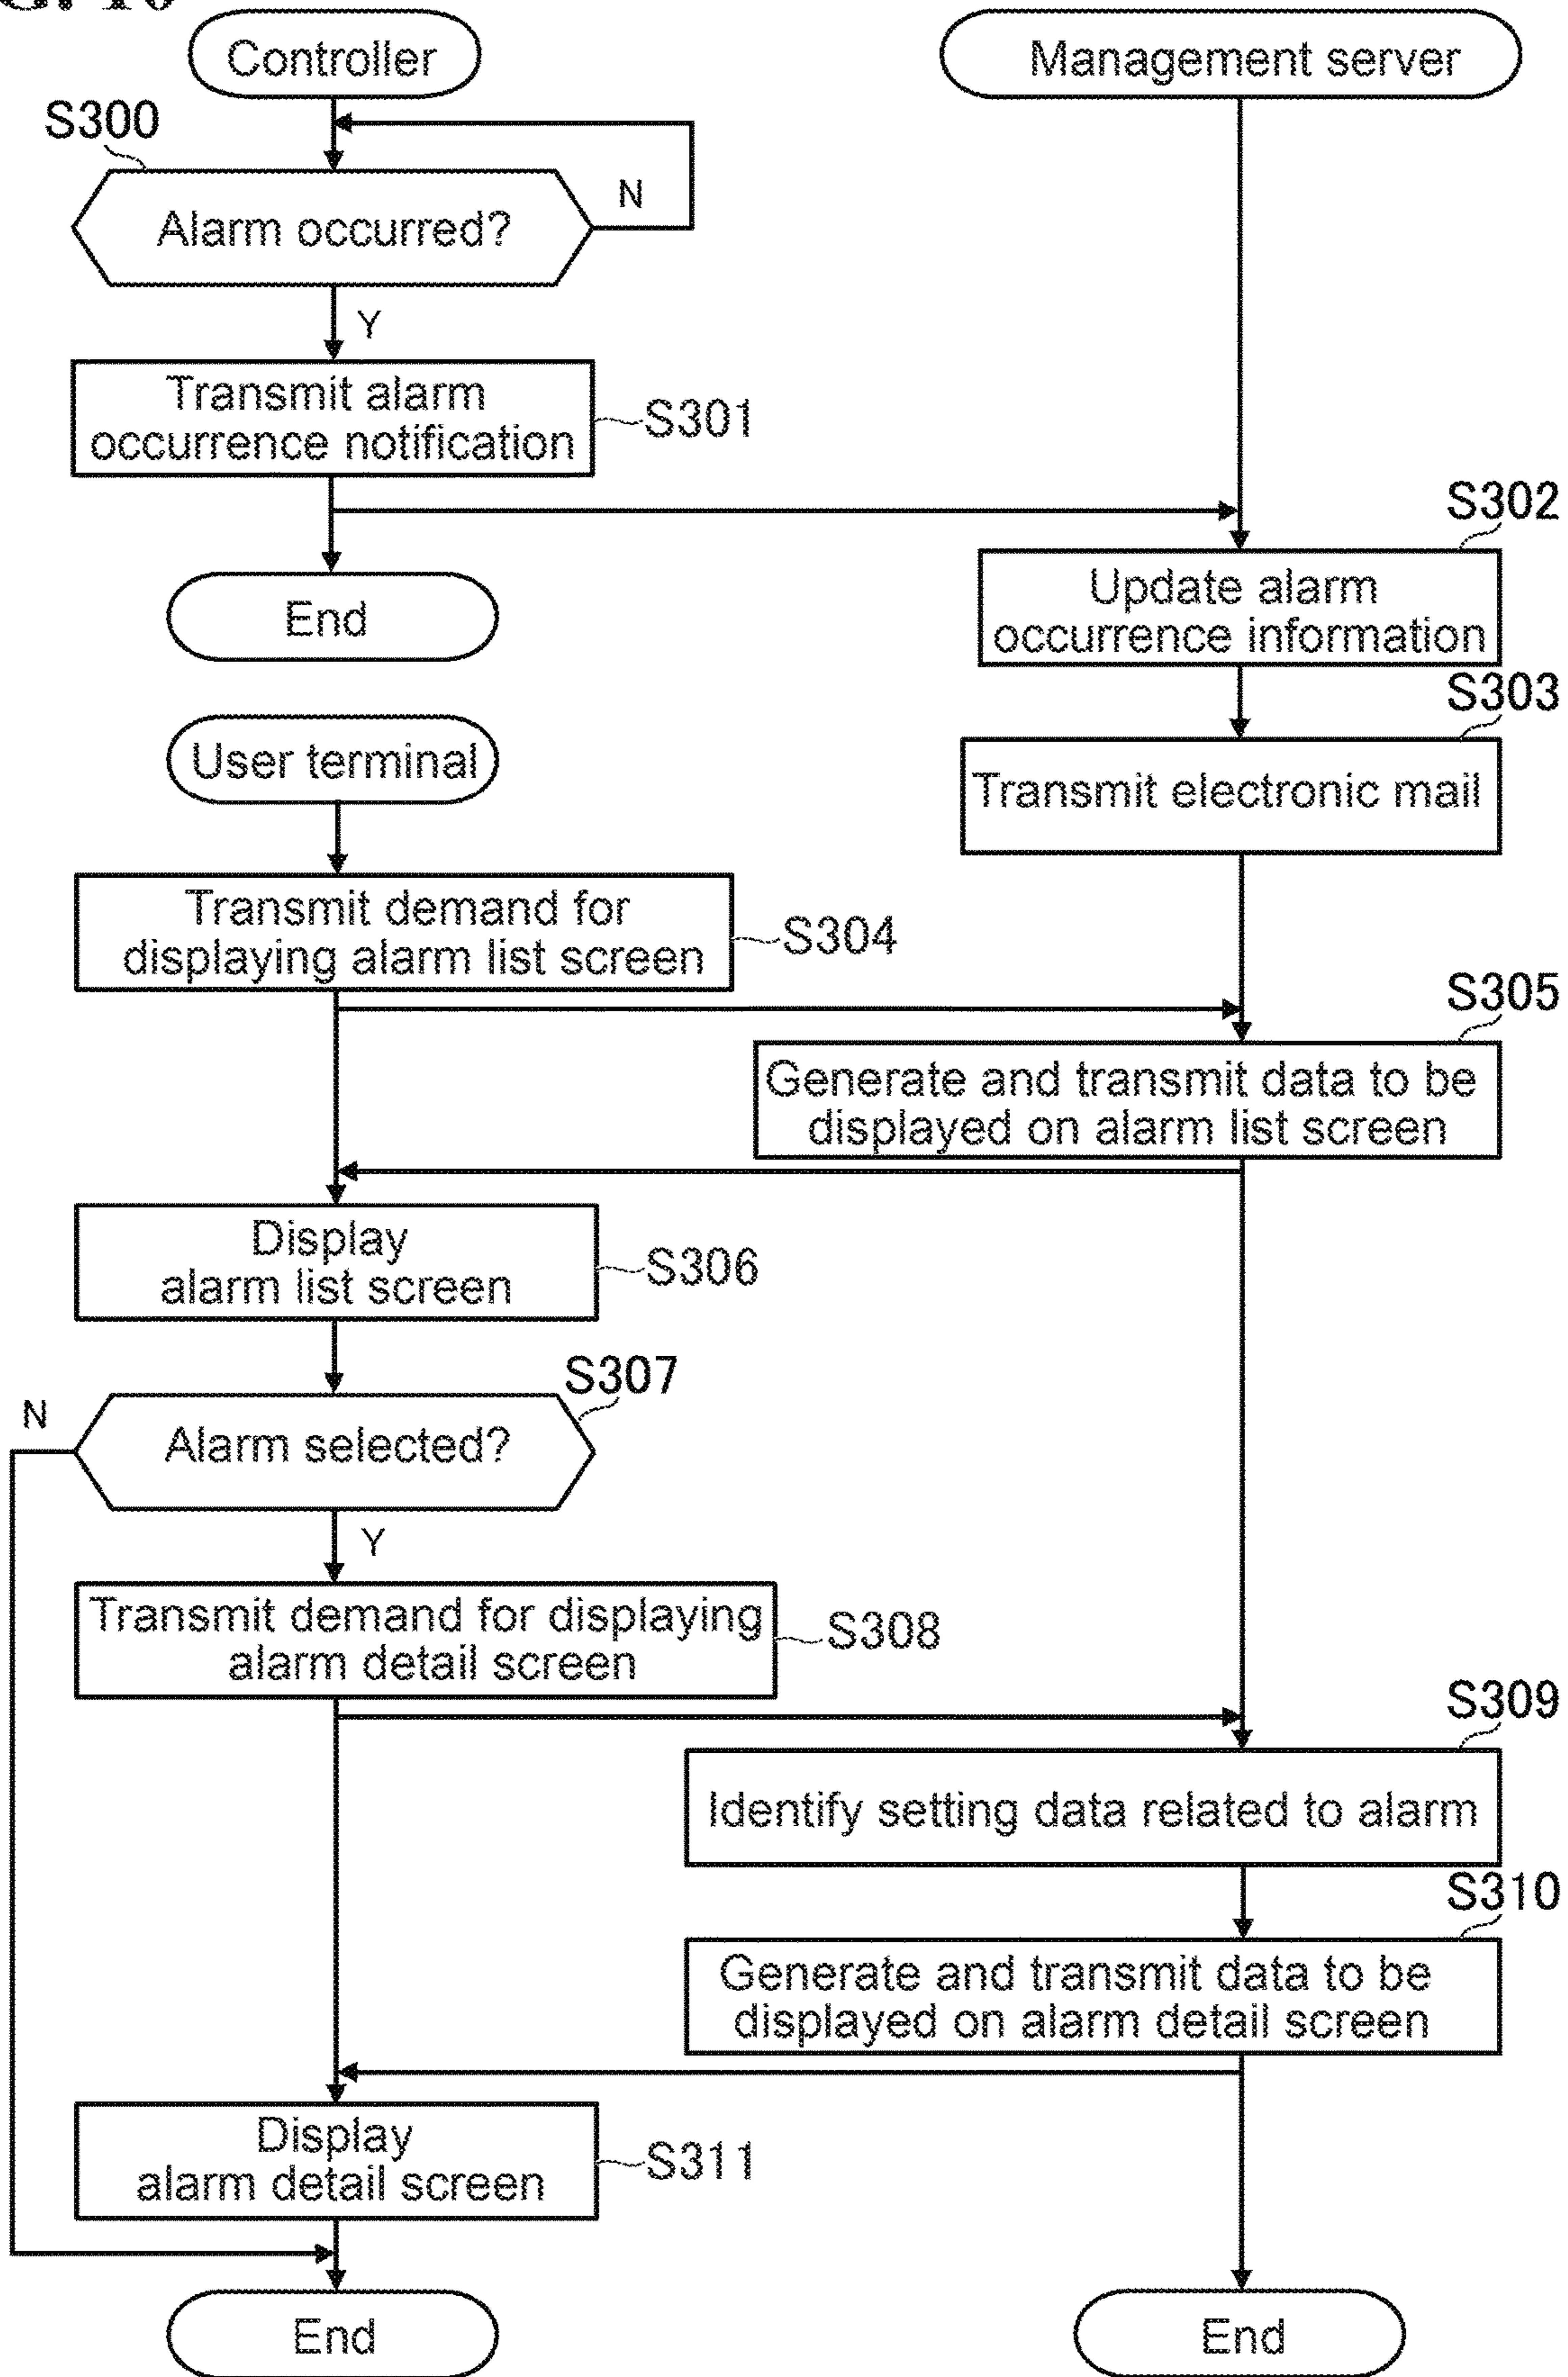 Controller
Management server
S300
Alarm occurred?
N
Y
Transmit alarm
occurrence notification
S301
S302
Update alarm
occurrence information
End
S303
Transmit electronic mail
User terminal
Transmit demand for
displaying alarm list screen
S304
S305
Generate and transmit data to be
displayed on alarm list screen
Display
alarm list screen
S306
S307
N
Alarm selected?
Y
Transmit demand for displaying
alarm detail screen
S308
S309
Identify setting data related to alarm
S310
Generate and transmit data to be
displayed on alarm detail screen
Display
alarm detail screen
S311
End
End